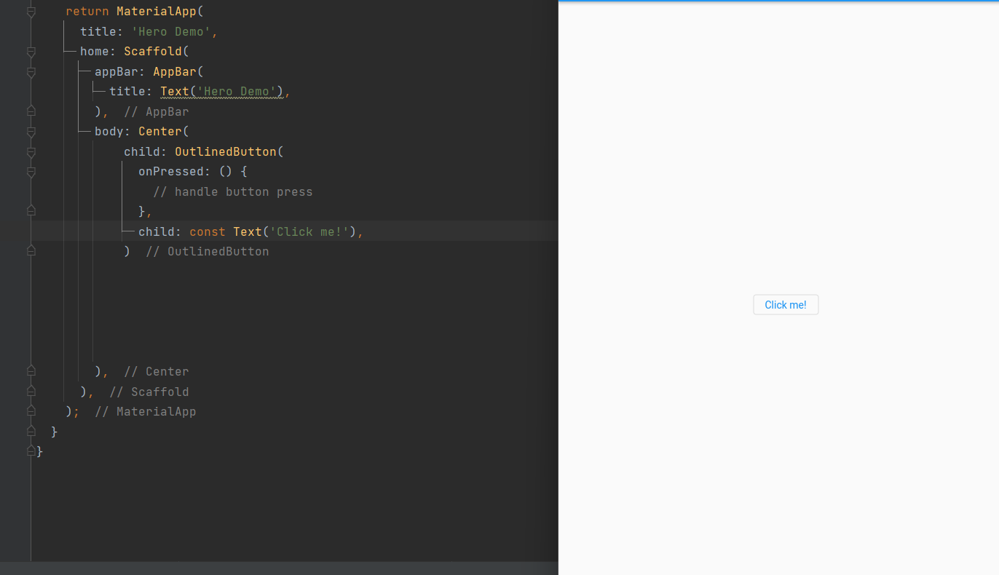 return MaterialApp(
title: 'Hero Demo',
home: Scaffold(
appBar: AppBar(
title: Text('Hero Demo'),
), // AppBar
body: Center(
child: OutlinedButton(
onPressed: () {
// handle button press
},
child: const Text('Click me!'),
) // OutlinedButton
Click me!
), // Center
), // Scaffold
); // MaterialApp
}
}